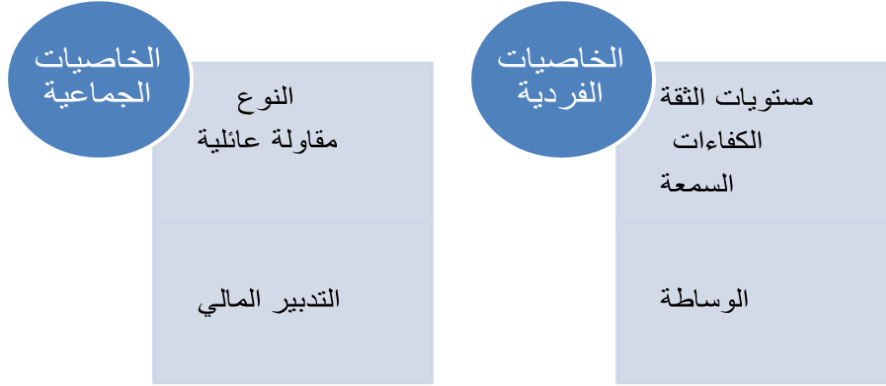 الخاصيات
الفردية
مستويات الثقة
الكفاءات
السمعة
الوساطة
الخاصيات
الجماعية
النوع
مقاولة عائلية
التدبير المالي